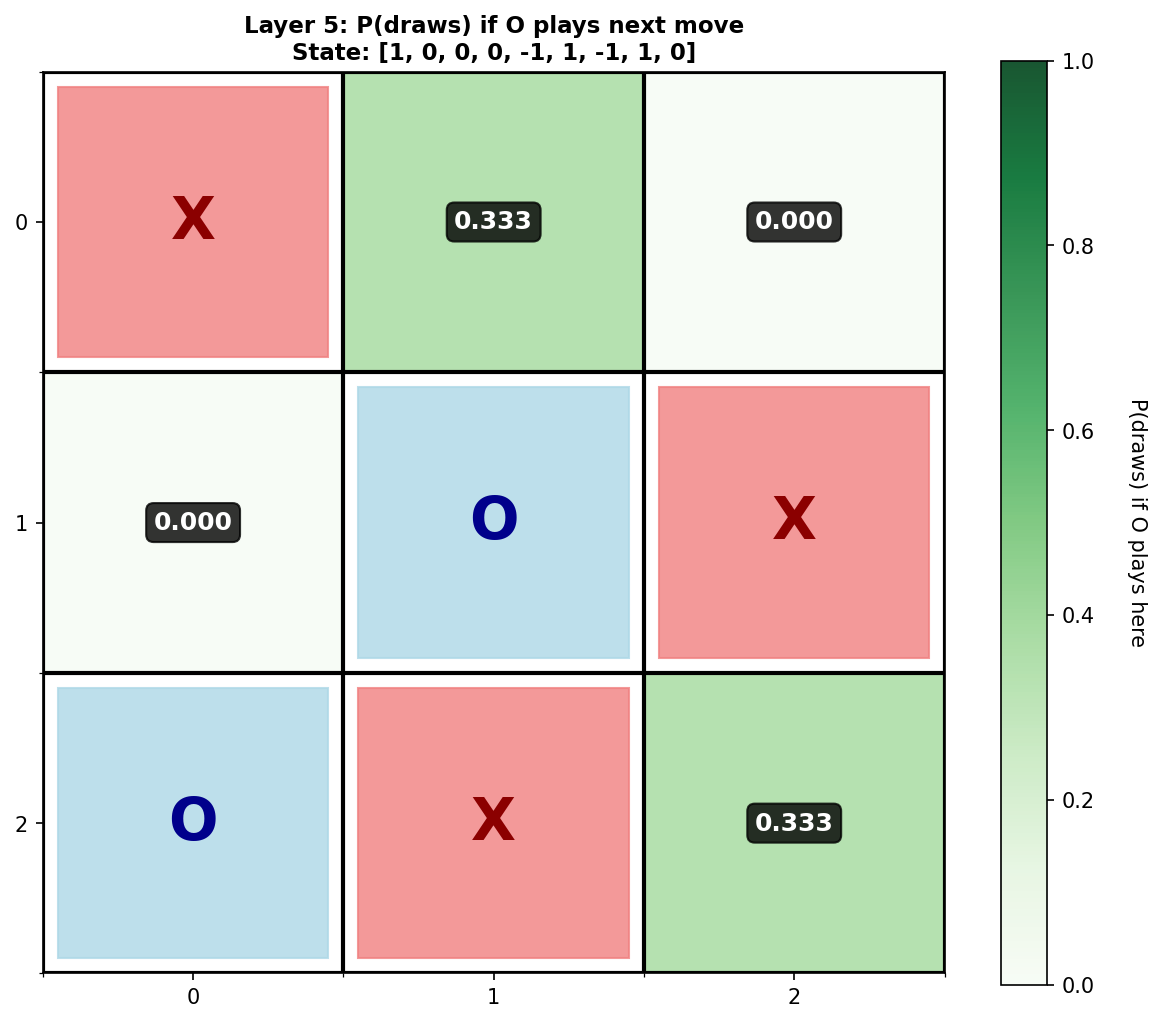 Layer 5: P(draws) if O plays next move
State: [1, 0, 0, 0, -1, 1, -1, 1, 0]
X
0.333
0.000
0.000
O
X
O
X
0.333
0
1
2
0
1
2
1.0
0.8
0.6
0.4
0.2
0.0
P(draws) if O plays here